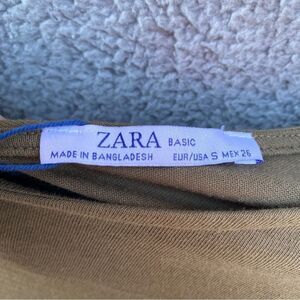 ZARA BASIC
MADE IN BANGLADESH EUR/USA S MEX 26